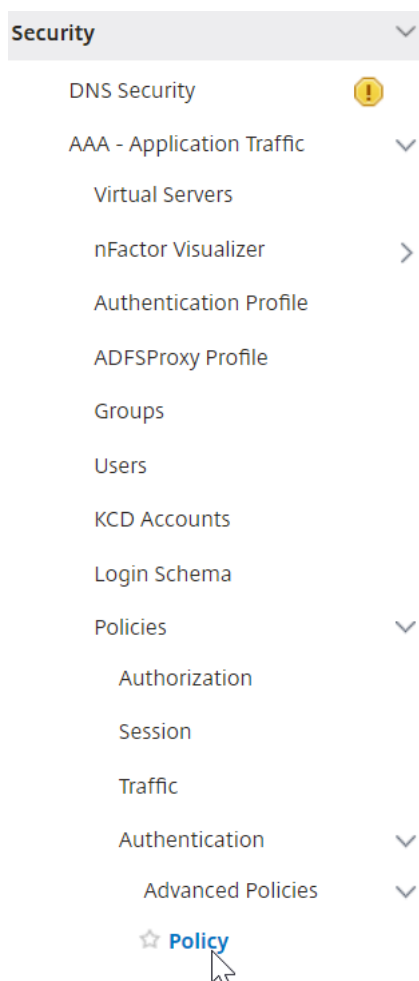 Security
DNS Security
AAA - Application Traffic
Virtual Servers
nFactor Visualizer
Authentication Profile
ADFSProxy Profile
Groups
Users
KCD Accounts
Login Schema
Policies
Authorization
Session
Traffic
Authentication
Advanced Policies
Policy